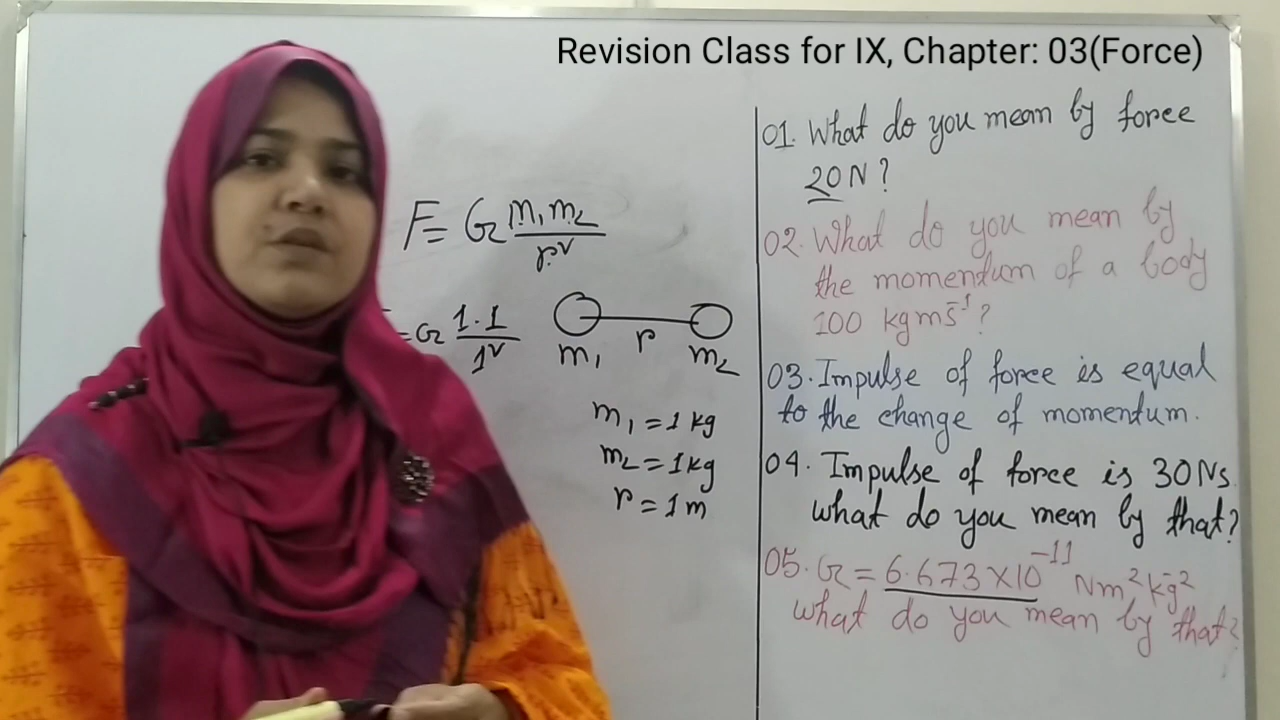 Revision Class for IX, Chapter: 03(Force)
F = G m₁m₂ / r²
= G 1.1 / 1²
m₁ r m₂
m₁ = 1 kg
m₂ = 1 kg
r = 1 m
01. What do you mean by force
20 N?
02. What do you mean by
the momentum of a body
100 kgms⁻¹?
03. Impulse of force is equal
to the change of momentum.
04. Impulse of force is 30 Ns.
what do you mean by that?
05. G = 6.673×10⁻¹¹ Nm²kg⁻²
what do you mean by that?